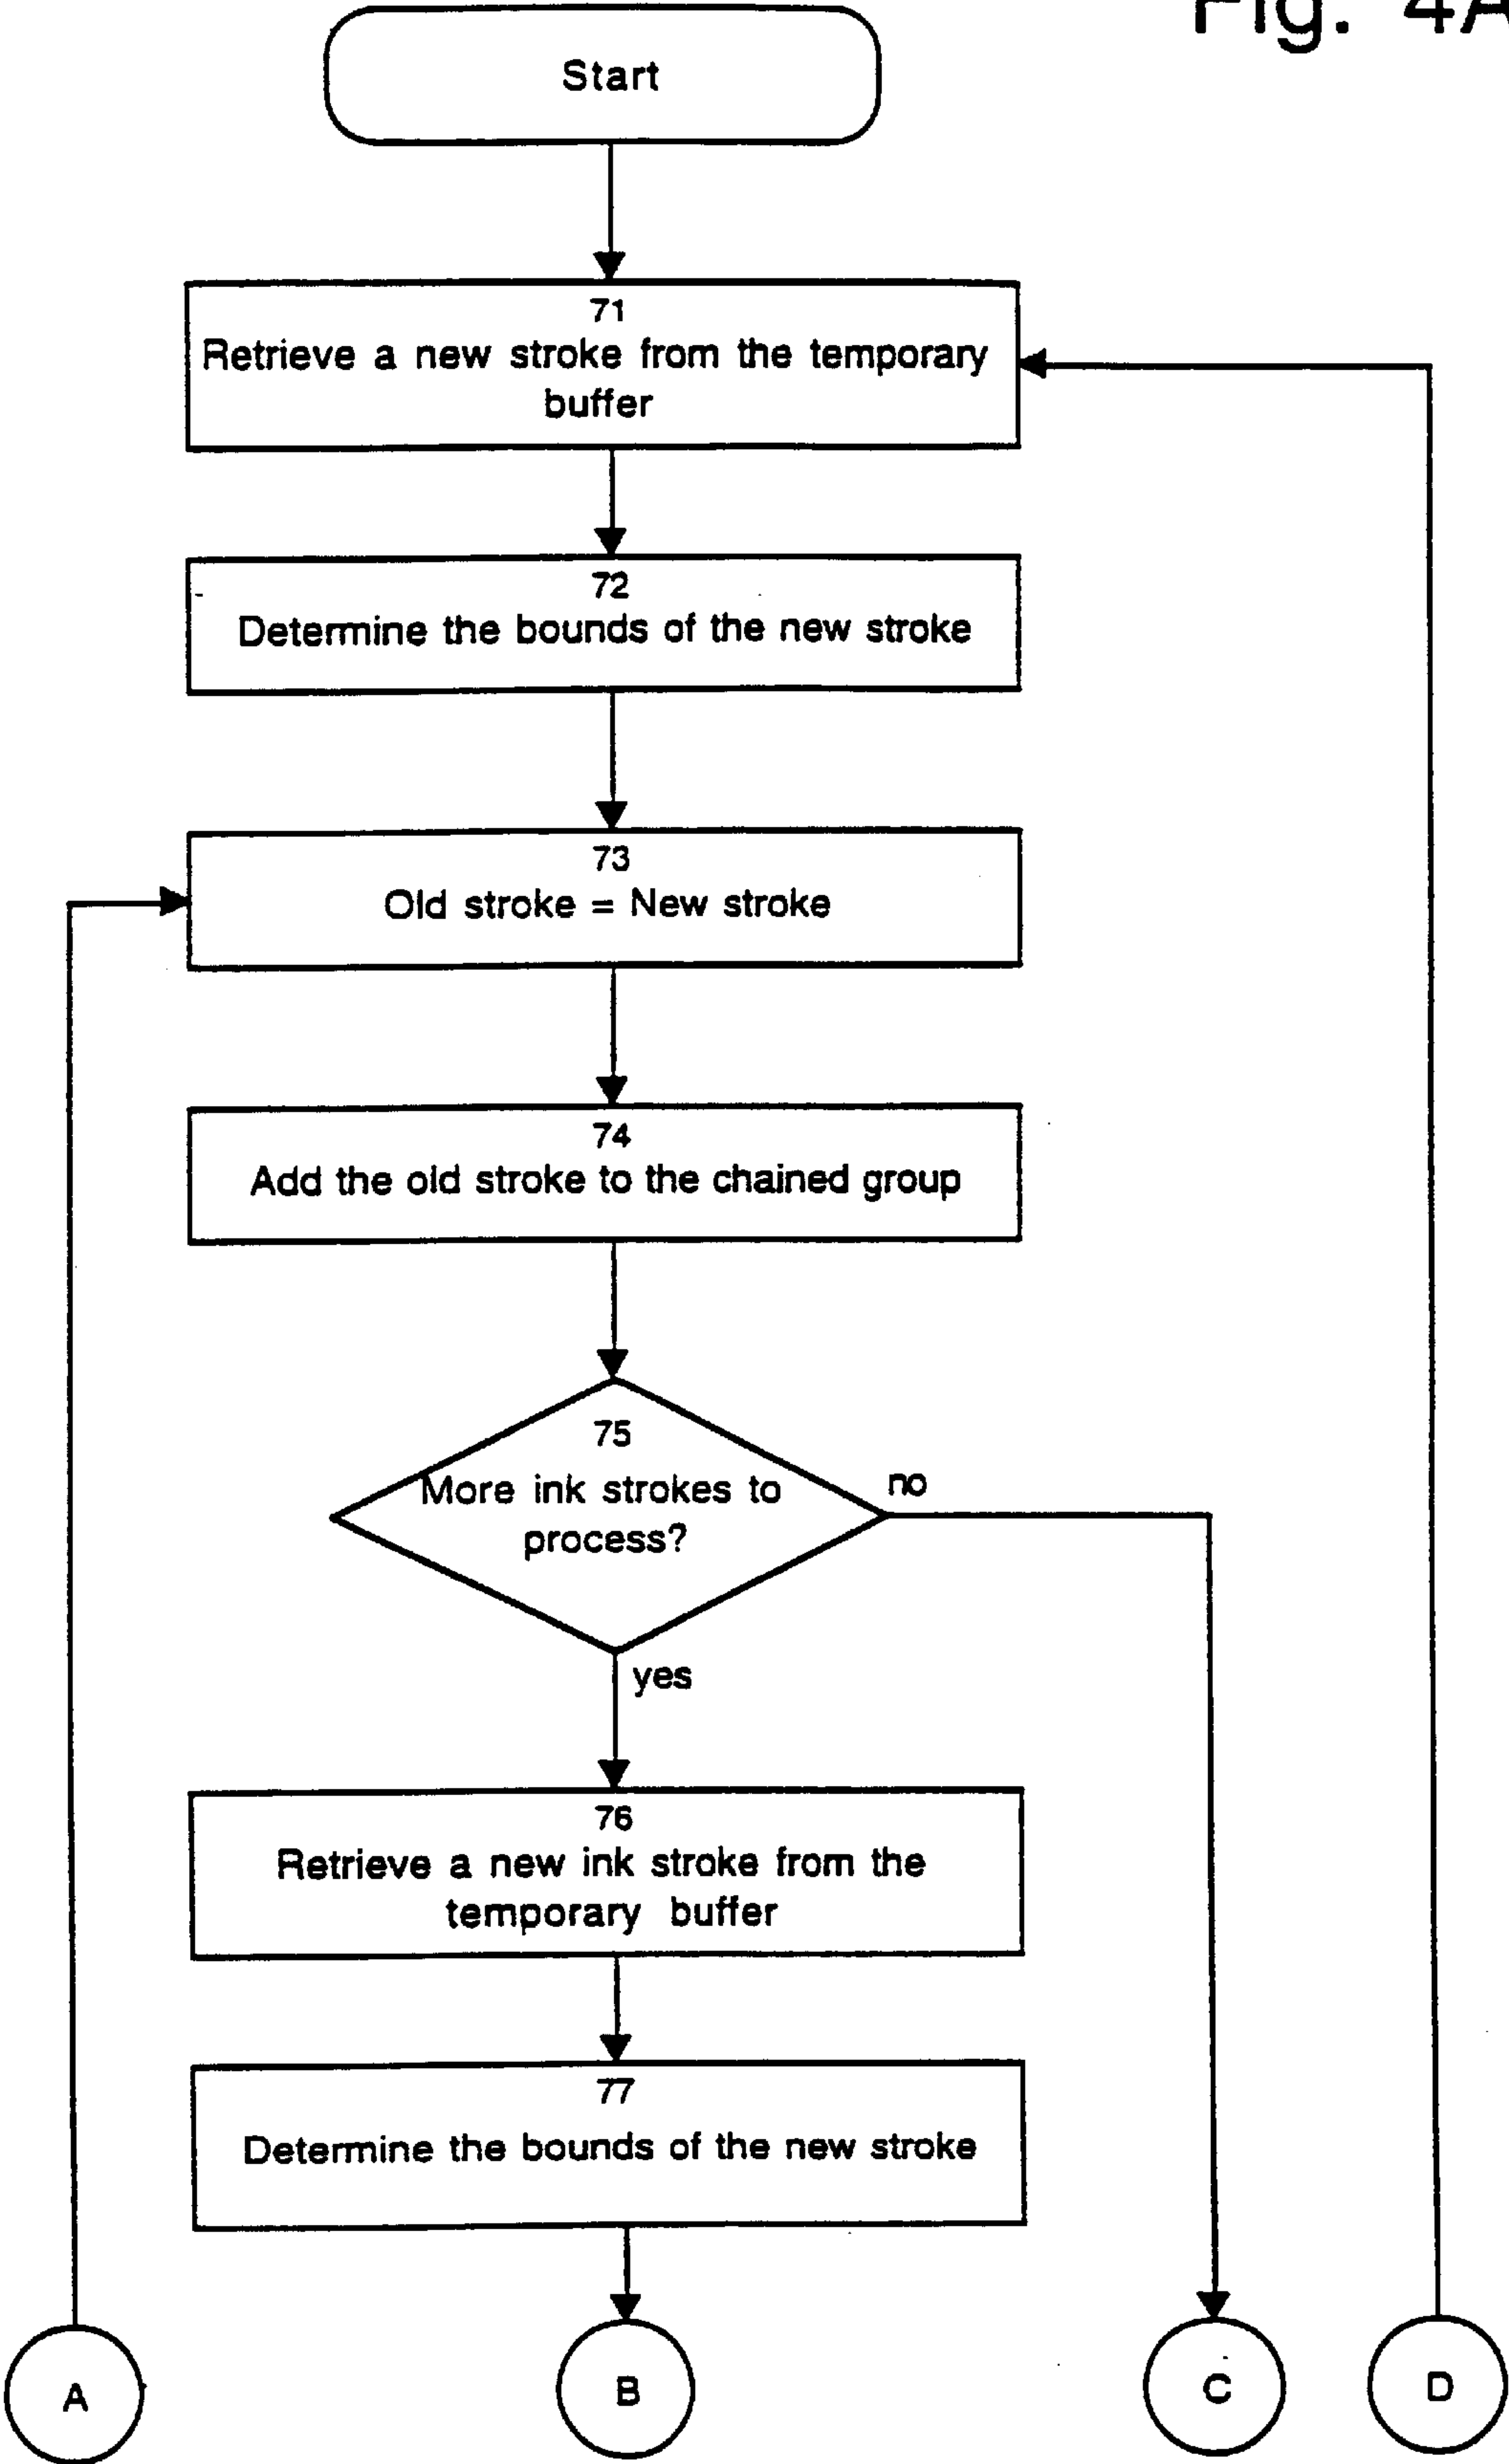 Fig. 4A
Start
71
Retrieve a new stroke from the temporary
buffer
72
Determine the bounds of the new stroke
73
Old stroke = New stroke
74
Add the old stroke to the chained group
75
More ink strokes to
process?
no
yes
76
Retrieve a new ink stroke from the
temporary buffer
77
Determine the bounds of the new stroke
A
B
C
D